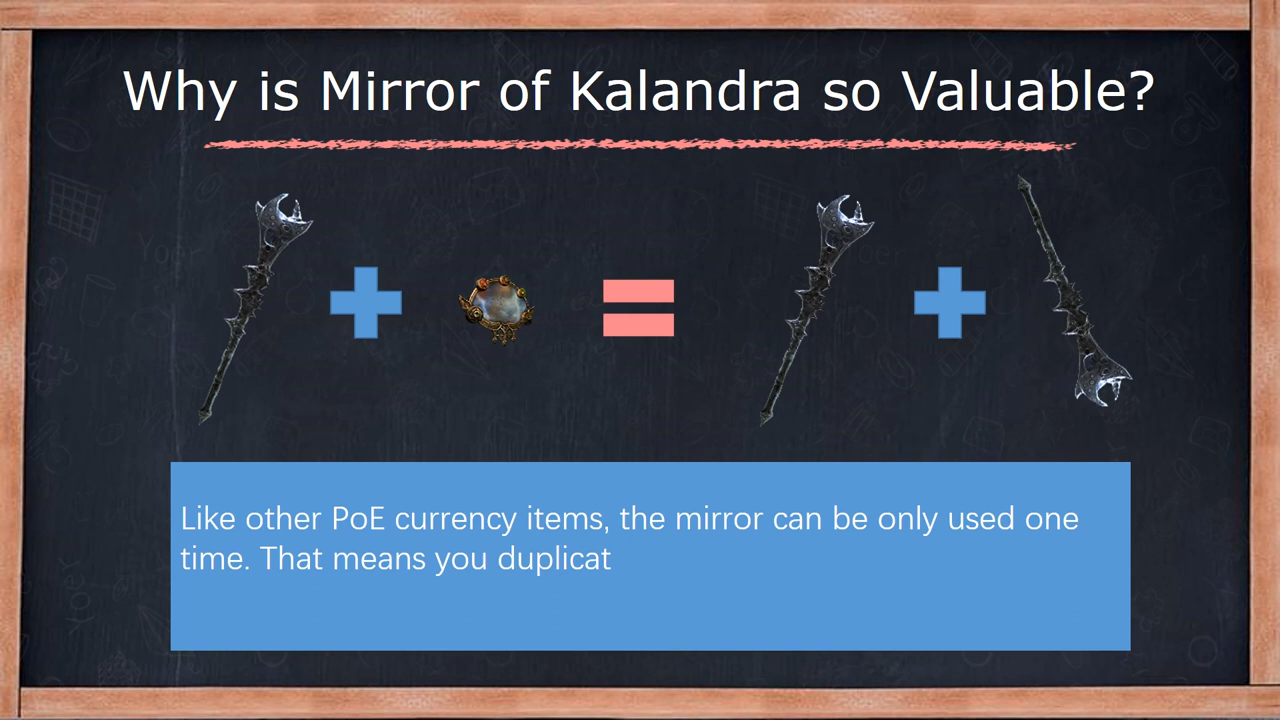 Why is Mirror of Kalandra so Valuable?
Like other PoE currency items, the mirror can be only used one
time. That means you duplicat